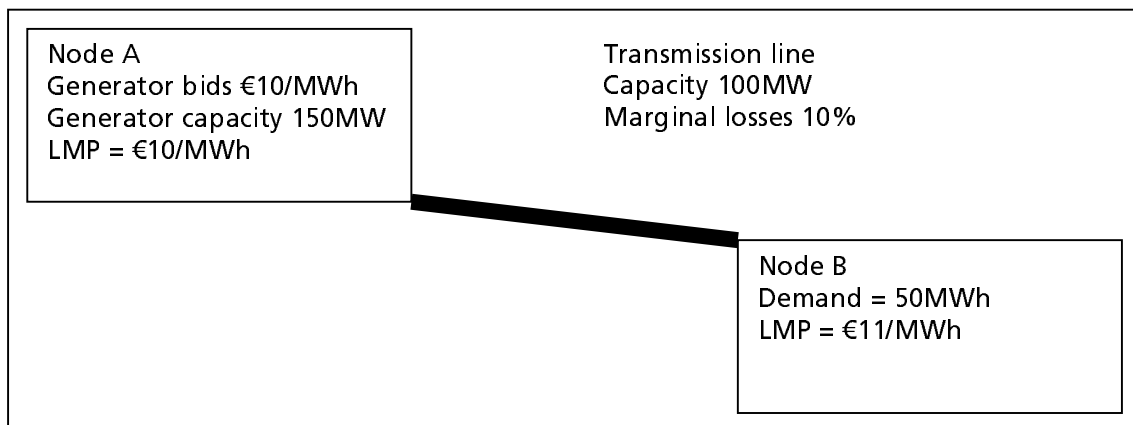 Node A
Generator bids €10/MWh
Generator capacity 150MW
LMP = €10/MWh
Transmission line
Capacity 100MW
Marginal losses 10%
Node B
Demand = 50MWh
LMP = €11/MWh